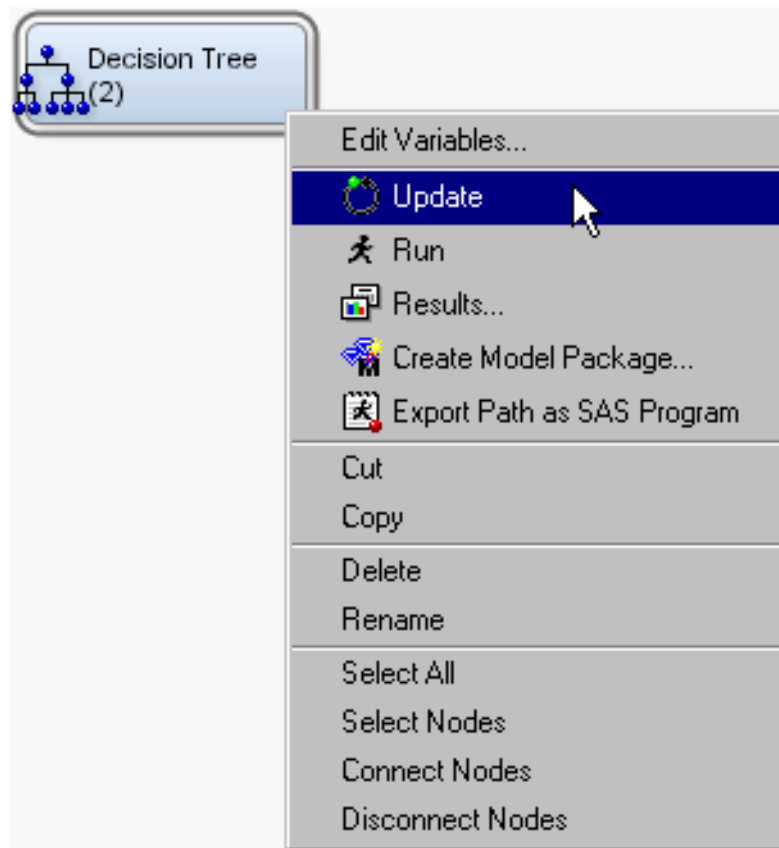 Decision Tree
(2)
Edit Variables...
Update
Run
Results...
Create Model Package...
Export Path as SAS Program
Cut
Copy
Delete
Rename
Select All
Select Nodes
Connect Nodes
Disconnect Nodes